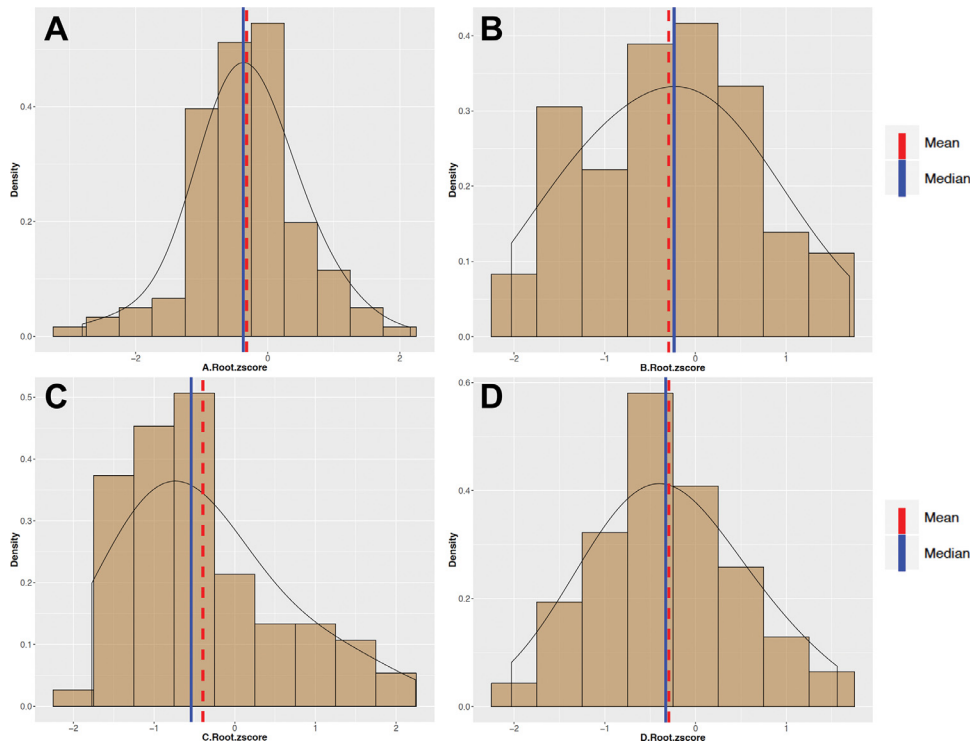 A
B
Density
0.4
0.2
0.0
−2
0
2
A.Root.zscore
Density
0.4
0.3
0.2
0.1
0.0
−2
−1
0
1
B.Root.zscore
Mean
Median
C
D
Density
0.5
0.4
0.3
0.2
0.1
0.0
−2
−1
0
1
2
C.Root.zscore
Density
0.6
0.4
0.2
0.0
−2
−1
0
1
D.Root.zscore
Mean
Median